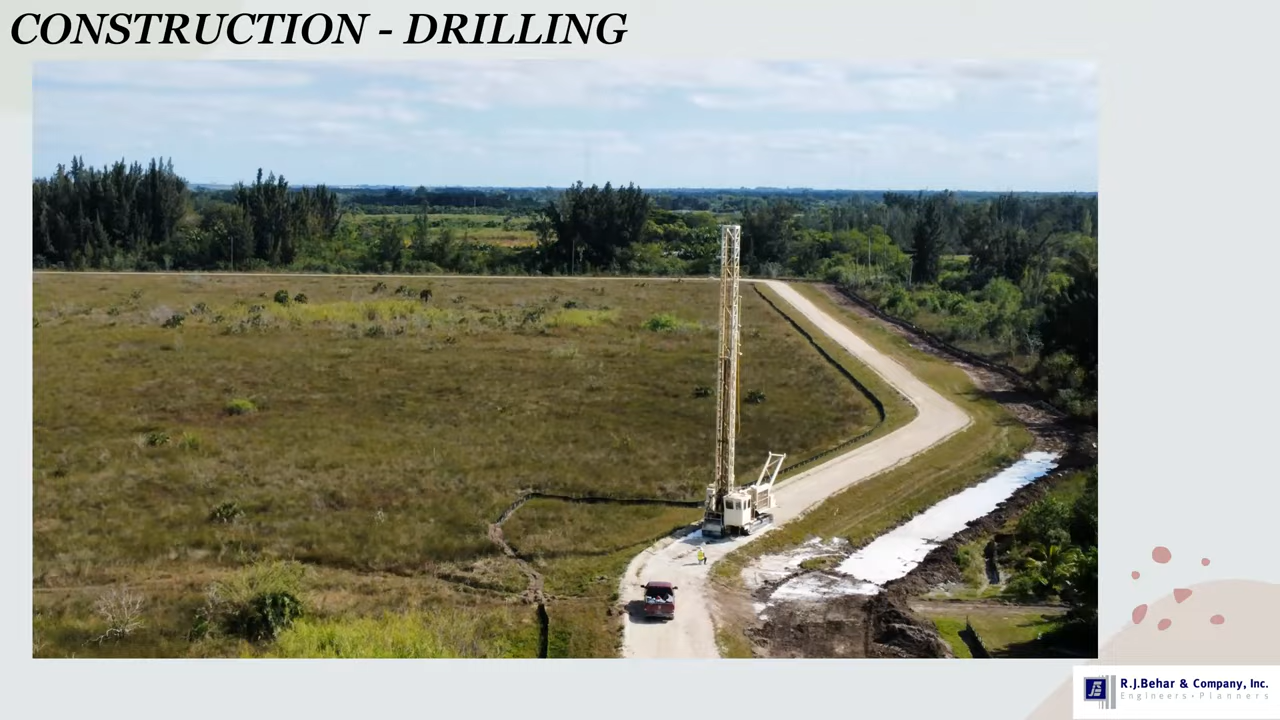 CONSTRUCTION - DRILLING
R.J.Behar & Company, Inc.
Engineers•Planners